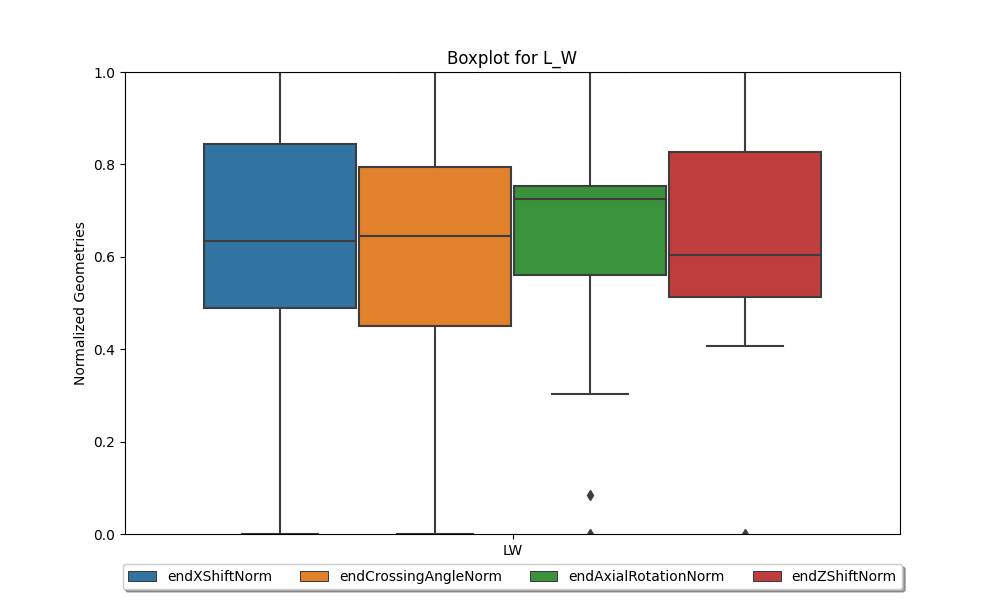 Boxplot for L_W
1.0
0.8
0.6
0.4
0.2
0.0
Normalized Geometries
LW
endXShiftNorm endCrossingAngleNorm endAxialRotationNorm endZShiftNorm